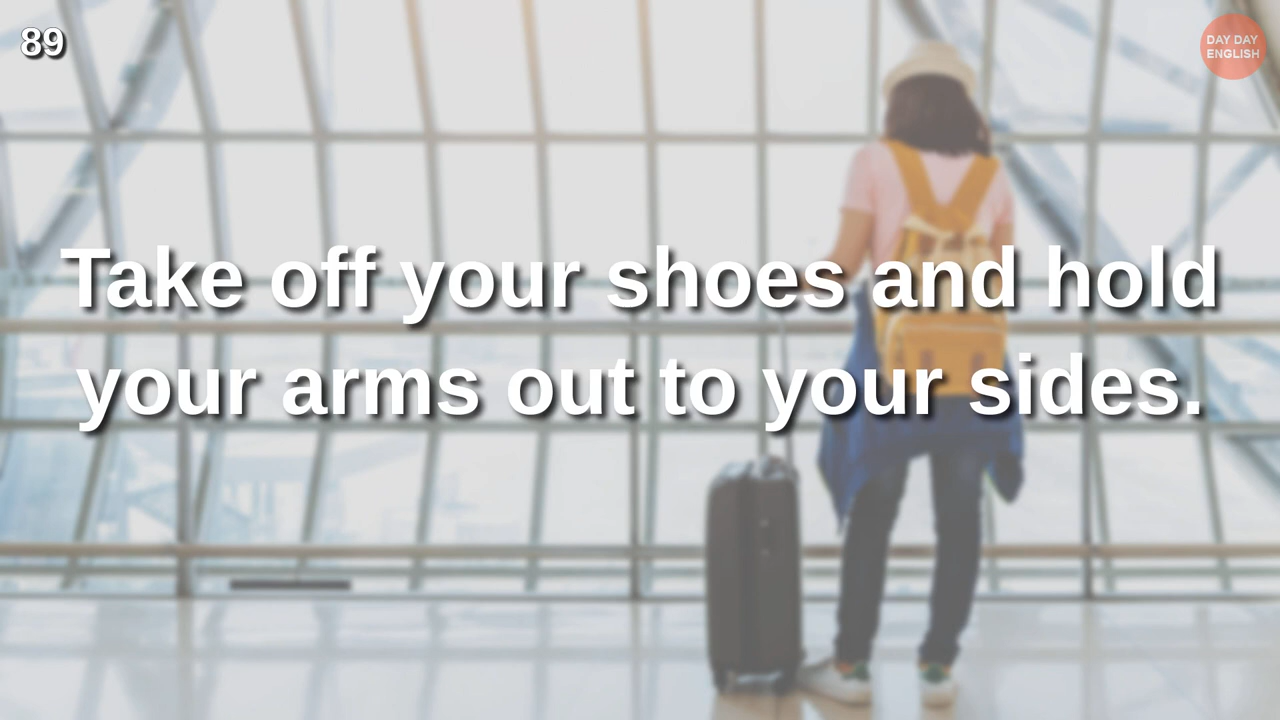 89
DAY DAY
ENGLISH
Take off your shoes and hold
your arms out to your sides.